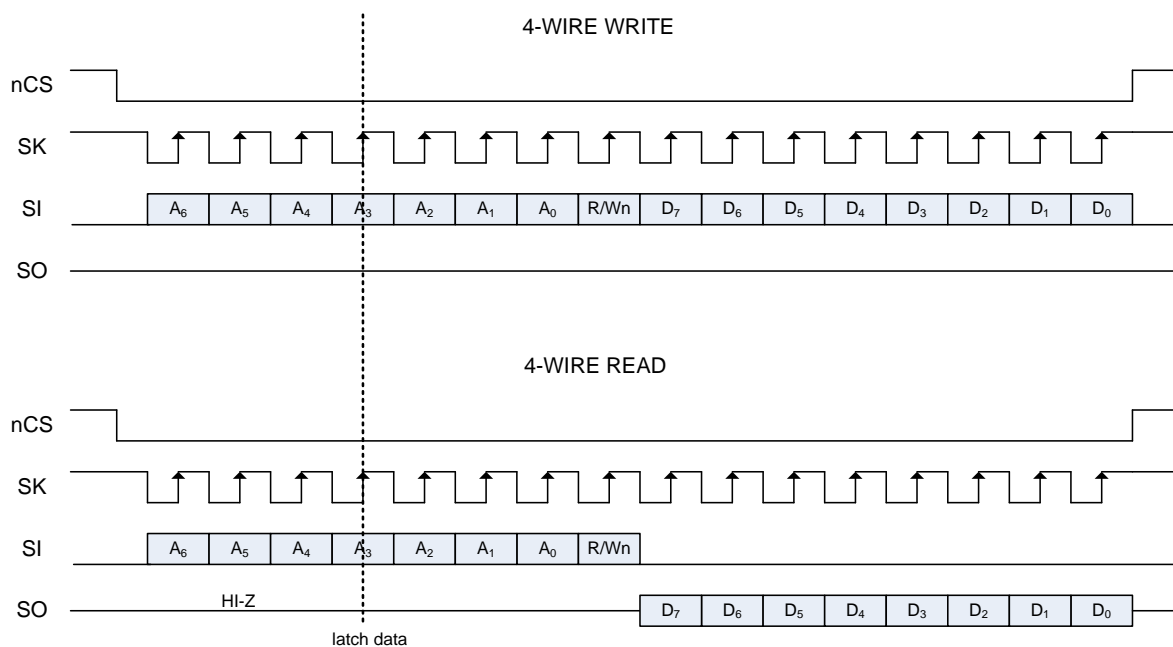 4-WIRE WRITE
nCS
SK
SI A₆ A₅ A₄ A₃ A₂ A₁ A₀ R/Wn D₇ D₆ D₅ D₄ D₃ D₂ D₁ D₀
SO
4-WIRE READ
nCS
SK
SI A₆ A₅ A₄ A₃ A₂ A₁ A₀ R/Wn
SO HI-Z D₇ D₆ D�5 D₄ D₃ D₂ D₁ D₀
latch data